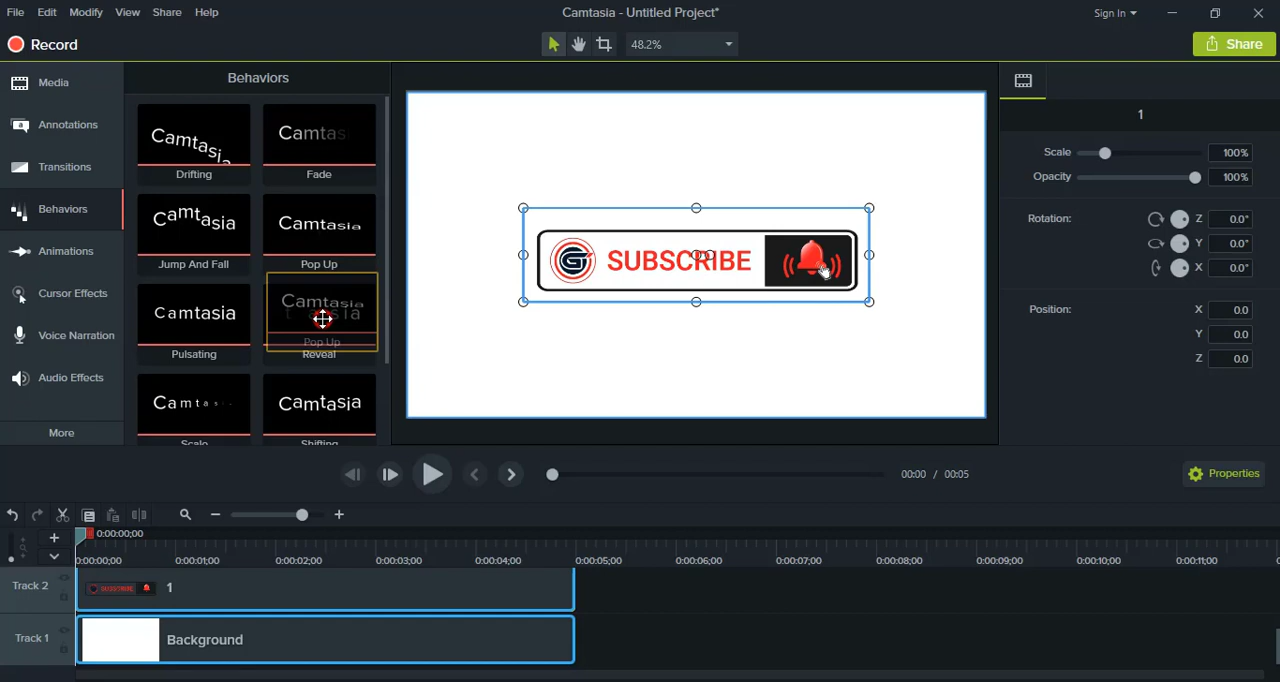 File Edit Modify View Share Help
Camtasia - Untitled Project*
Sign In
Record
48.2%
Share
Media
Annotations
Transitions
Behaviors
Animations
Cursor Effects
Voice Narration
Audio Effects
More
Behaviors
Camtasia
Drifting
Camtas
Fade
Camtasia
Jump And Fall
Camtasia
Pop Up
Camtasia
Pulsating
Camtasia
Pop Up
Reveal
Camtas
Scale
Camtasia
Shifting
SUBSCRIBE
1
Scale 100%
Opacity 100%
Rotation: Z 0.0°
Y 0.0°
X 0.0°
Position: X 0.0
Y 0.0
Z 0.0
00:00 / 00:05
Properties
0:00:00;00
0:00:00;00 0:00:01;00 0:00:02;00 0:00:03;00 0:00:04;00 0:00:05;00 0:00:06;00 0:00:07;00 0:00:08;00 0:00:09;00 0:00:10;00 0:00:11;00
Track 2
SUBSCRIBE
1
Track 1
Background